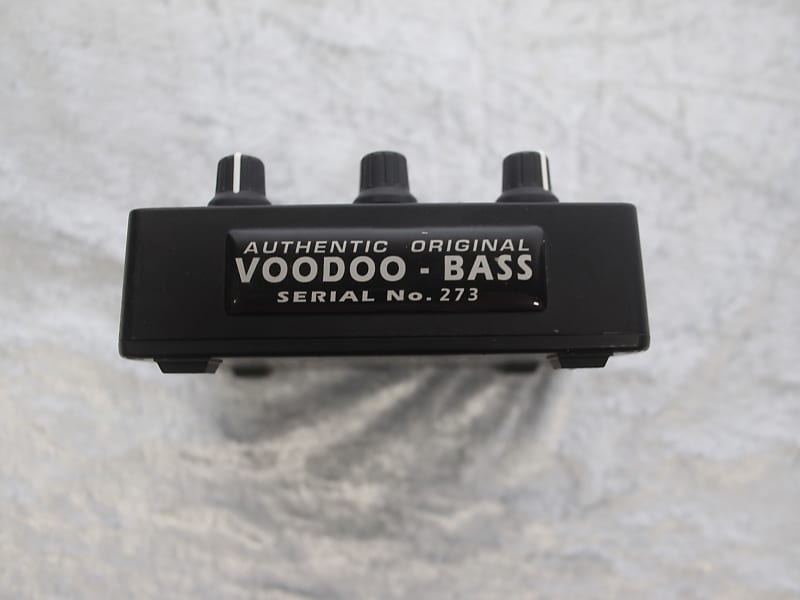 AUTHENTIC ORIGINAL
VOODOO - BASS
SERIAL No. 273